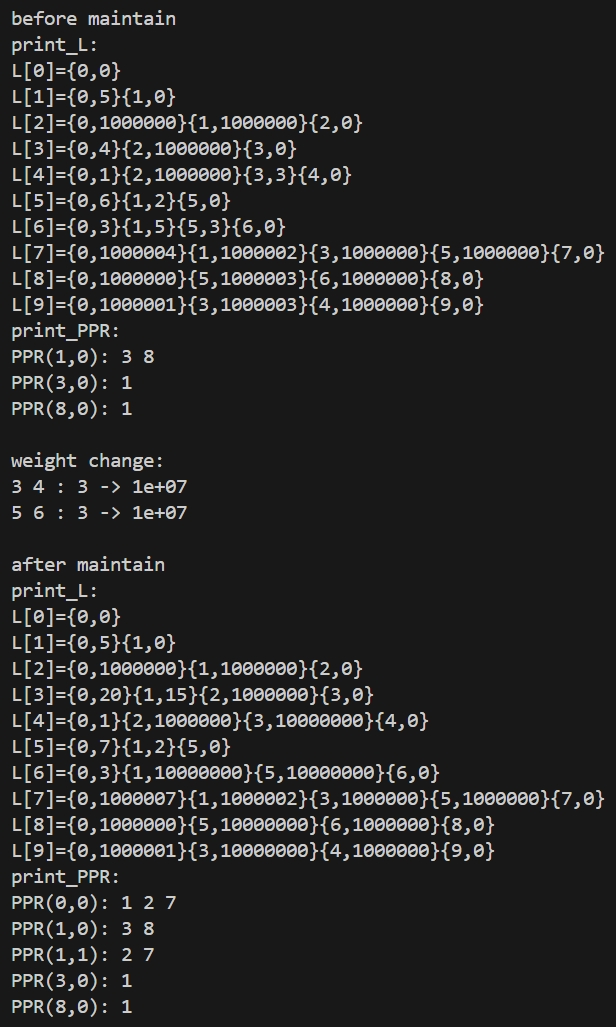 before maintain
print_L:
L[0]={0,0}
L[1]={0,5}{1,0}
L[2]={0,1000000}{1,1000000}{2,0}
L[3]={0,4}{2,1000000}{3,0}
L[4]={0,1}{2,1000000}{3,3}{4,0}
L[5]={0,6}{1,2}{5,0}
L[6]={0,3}{1,5}{5,3}{6,0}
L[7]={0,1000004}{1,1000002}{3,1000000}{5,1000000}{7,0}
L[8]={0,1000000}{5,1000003}{6,1000000}{8,0}
L[9]={0,1000001}{3,1000003}{4,1000000}{9,0}
print_PPR:
PPR(1,0): 3 8
PPR(3,0): 1
PPR(8,0): 1
weight change:
3 4 : 3 -> 1e+07
5 6 : 3 -> 1e+07
after maintain
print_L:
L[0]={0,0}
L[1]={0,5}{1,0}
L[2]={0,1000000}{1,1000000}{2,0}
L[3]={0,20}{1,15}{2,1000000}{3,0}
L[4]={0,1}{2,1000000}{3,10000000}{4,0}
L[5]={0,7}{1,2}{5,0}
L[6]={0,3}{1,10000000}{5,10000000}{6,0}
L[7]={0,1000007}{1,1000002}{3,1000000}{5,1000000}{7,0}
L[8]={0,1000000}{5,10000000}{6,1000000}{8,0}
L[9]={0,1000001}{3,10000000}{4,1000000}{9,0}
print_PPR:
PPR(0,0): 1 2 7
PPR(1,0): 3 8
PPR(1,1): 2 7
PPR(3,0): 1
PPR(8,0): 1